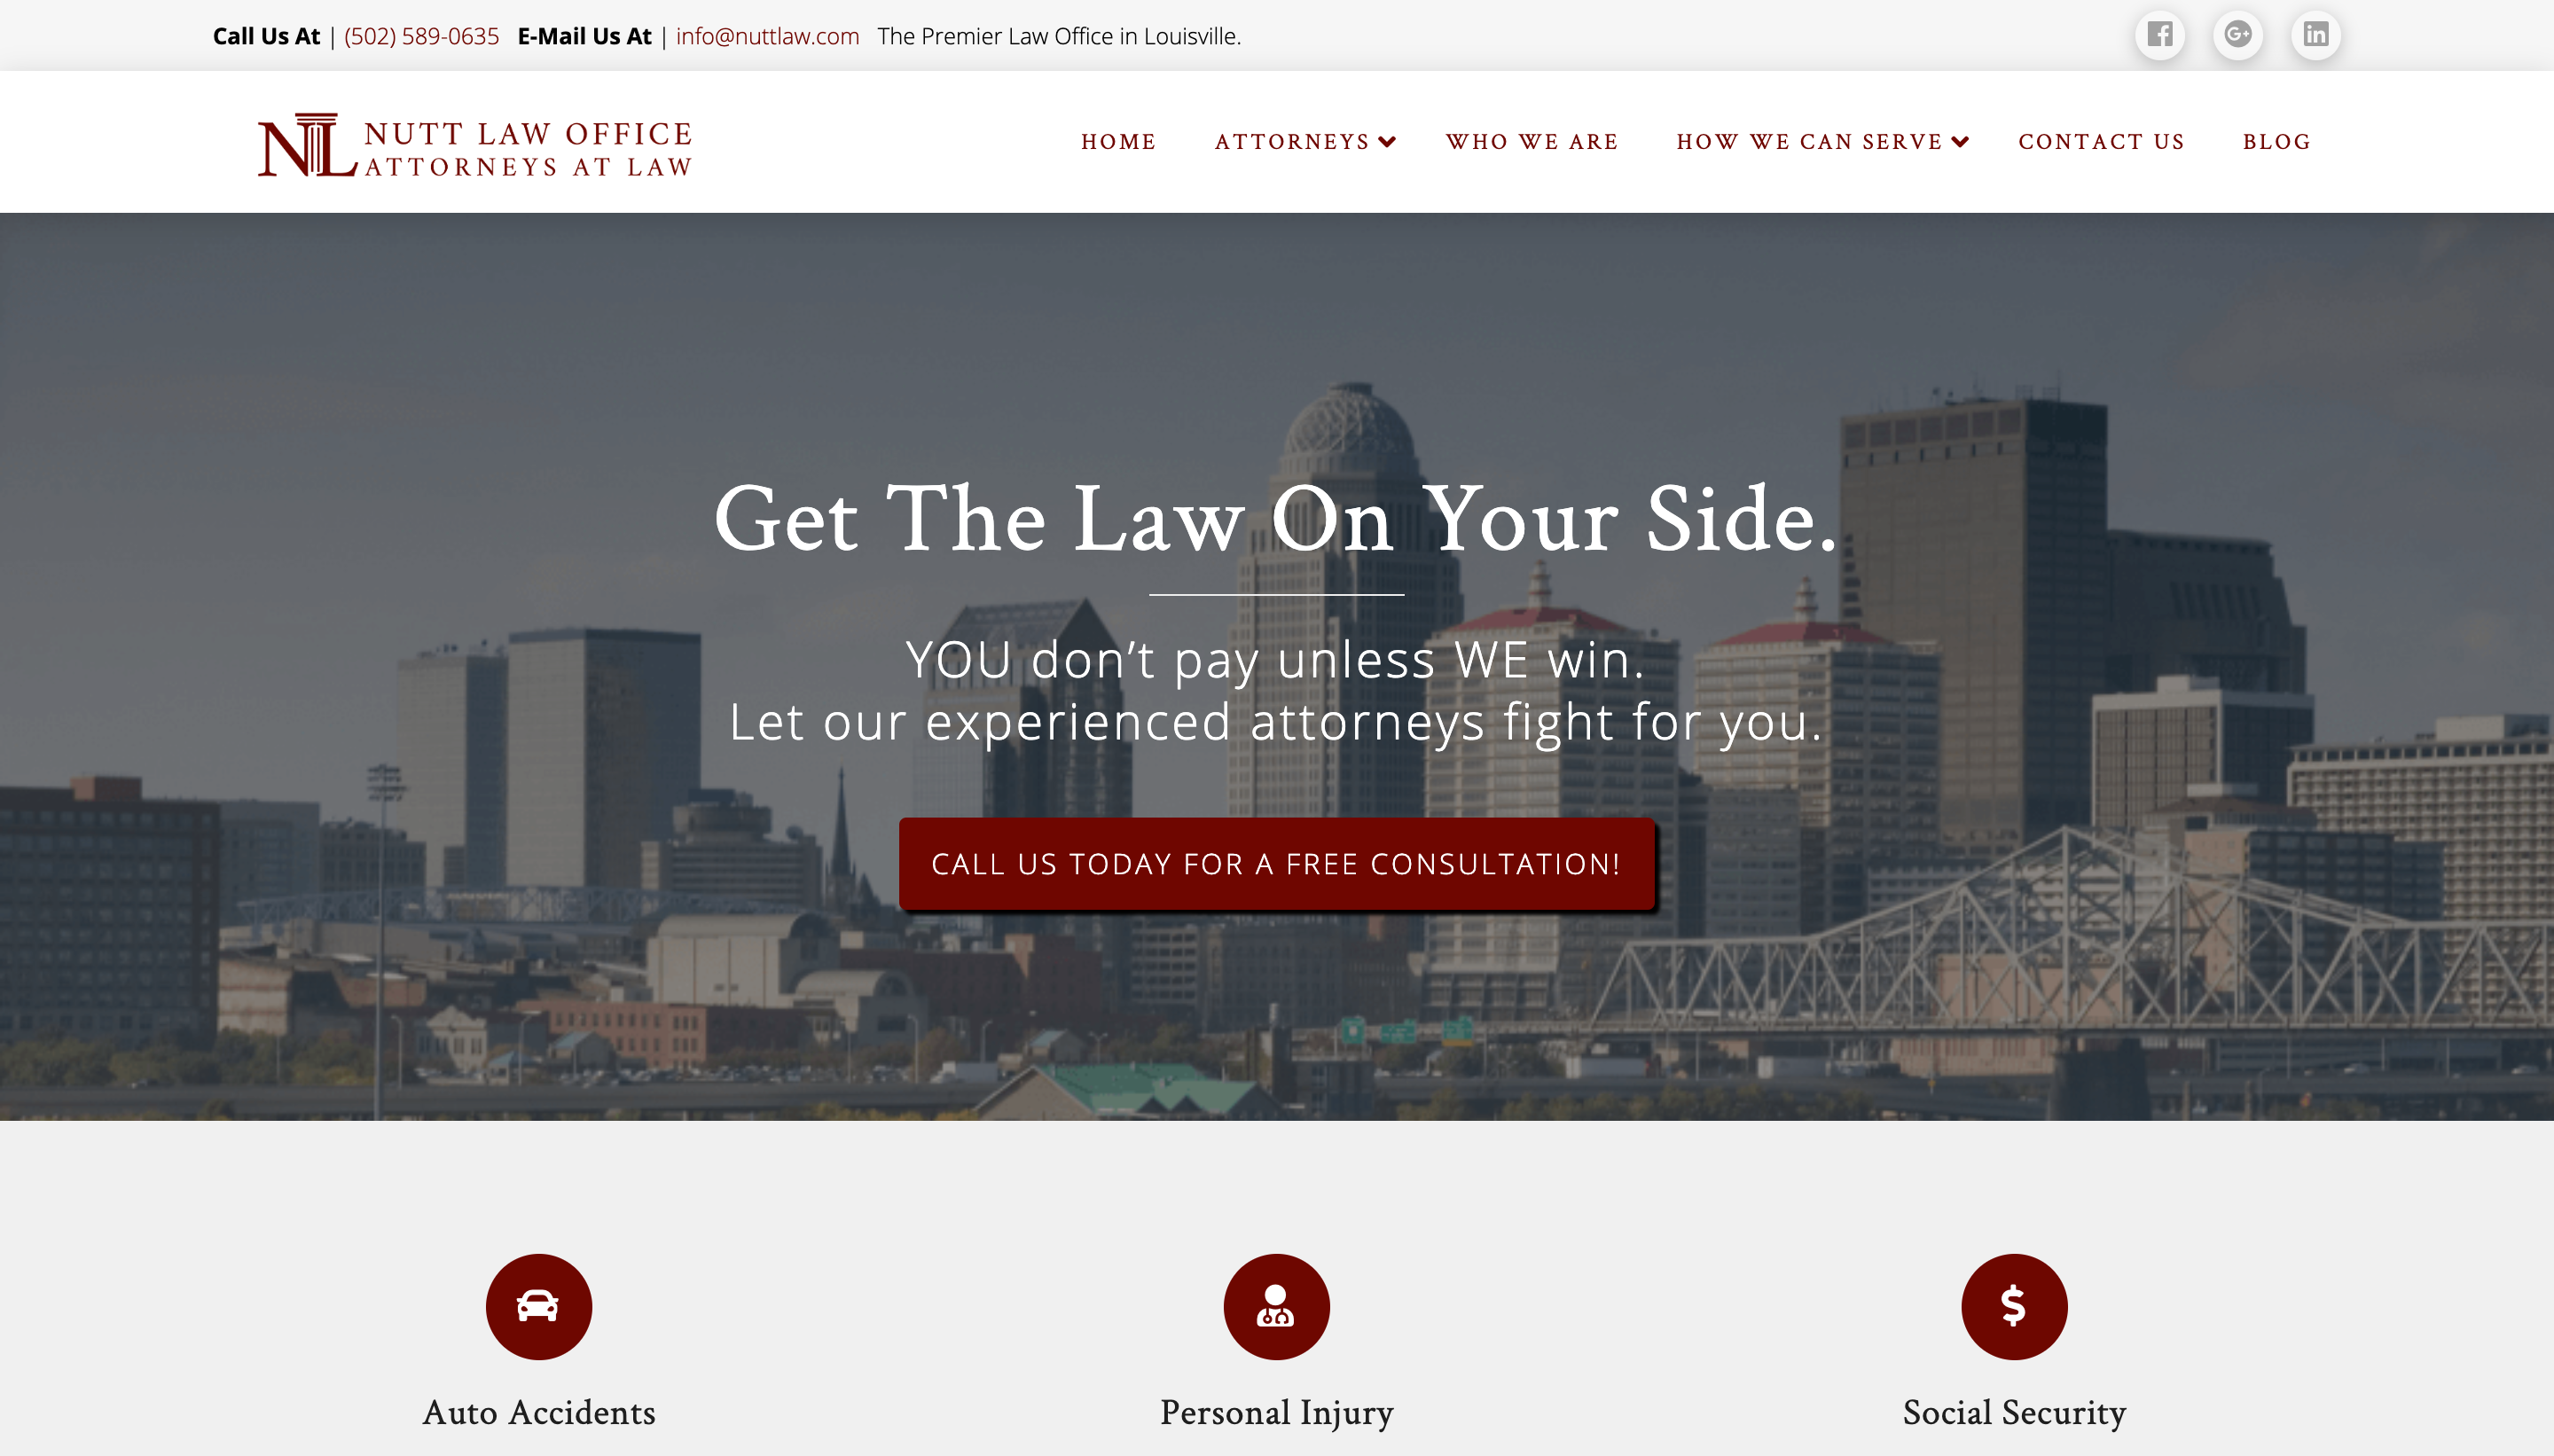 Call Us At | (502) 589-0635 E-Mail Us At | info@nuttlaw.com The Premier Law Office in Louisville.
NL NUTT LAW OFFICE
ATTORNEYS AT LAW
HOME ATTORNEYS WHO WE ARE HOW WE CAN SERVE CONTACT US BLOG
Get The Law On Your Side.
YOU don’t pay unless WE win.
Let our experienced attorneys fight for you.
CALL US TODAY FOR A FREE CONSULTATION!
Auto Accidents Personal Injury Social Security